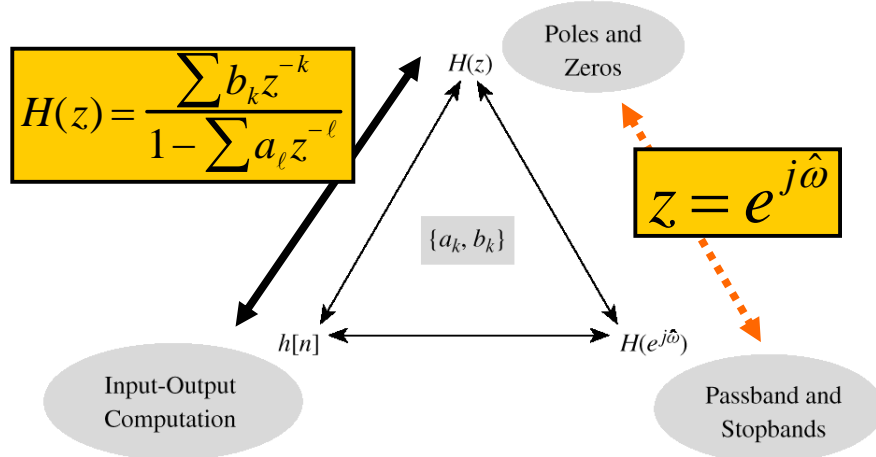 Poles and
Zeros
H(z)
H(z) = ∑ b_k z^{-k} / 1 − ∑ a_ℓ z^{-ℓ}
z = e^{jω̂}
{a_k, b_k}
h[n]
H(e^{jω̂})
Input-Output
Computation
Passband and
Stopbands